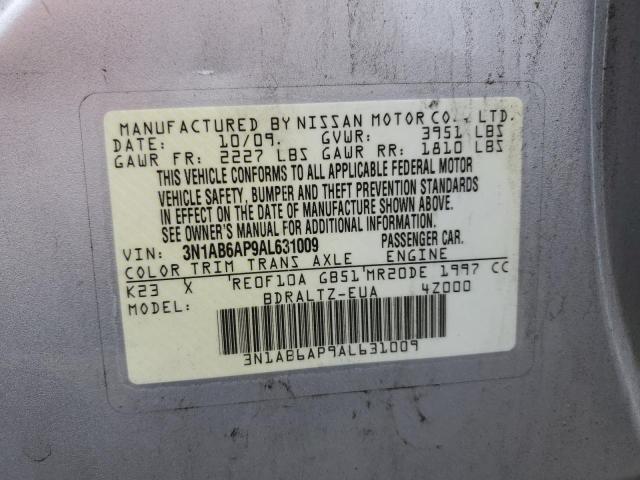 MANUFACTURED BY NISSAN MOTOR CO., LTD.
DATE: 10/09. GVWR: 3951 LBS
GAWR FR: 2227 LBS GAWR RR: 1810 LBS
THIS VEHICLE CONFORMS TO ALL APPLICABLE FEDERAL MOTOR
VEHICLE SAFETY, BUMPER AND THEFT PREVENTION STANDARDS
IN EFFECT ON THE DATE OF MANUFACTURE SHOWN ABOVE.
SEE OWNER'S MANUAL FOR ADDITIONAL INFORMATION.
VIN: 3N1AB6AP9AL631009 PASSENGER CAR.
COLOR TRIM TRANS AXLE ENGINE
K23 X RE0F10A GB51 MR20DE 1997 CC
MODEL: BDRALTZ-EUA 4Z000
3N1AB6AP9AL631009